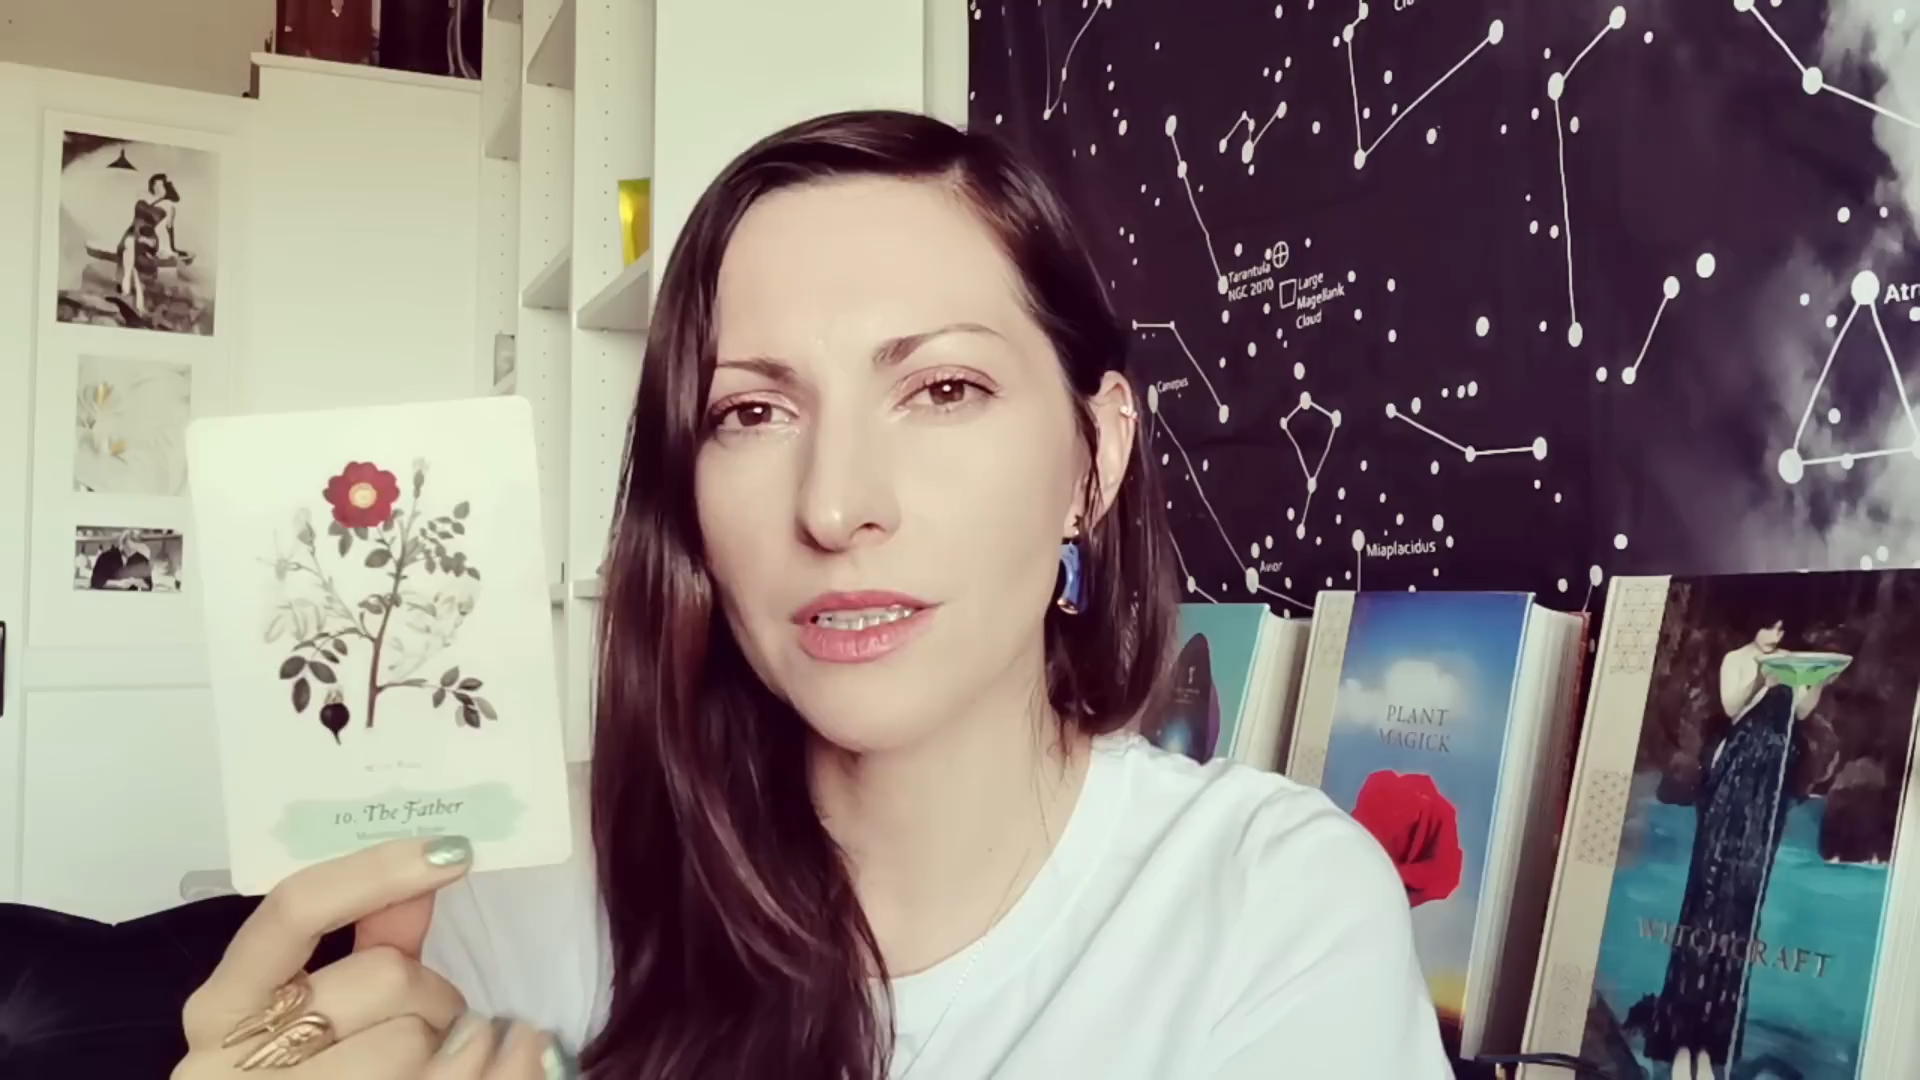 Tarantula
NGC 2070
Large
Magellank
Cloud
Canopus
Avior
Miaplacidus
Atr
10. The Father
PLANT
MAGICK
WITCHCRAFT